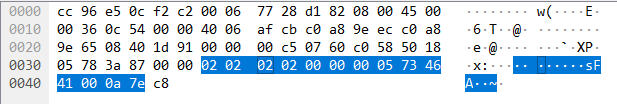 0000 cc 96 e5 0c f2 c2 00 06 77 28 d1 82 08 00 45 00 ········ w(····E·
0010 00 36 0c 54 00 00 40 06 af cb c0 a8 9e ec c0 a8 ·6·T··@· ········
0020 9e 65 08 40 1d 91 00 00 00 c5 07 60 c0 58 50 18 ·e·@···· ···`·XP·
0030 05 78 3a 87 00 00 02 02 02 02 00 00 00 05 73 46 ·x:····· ······sF
0040 41 00 0a 7e c8 A··~·